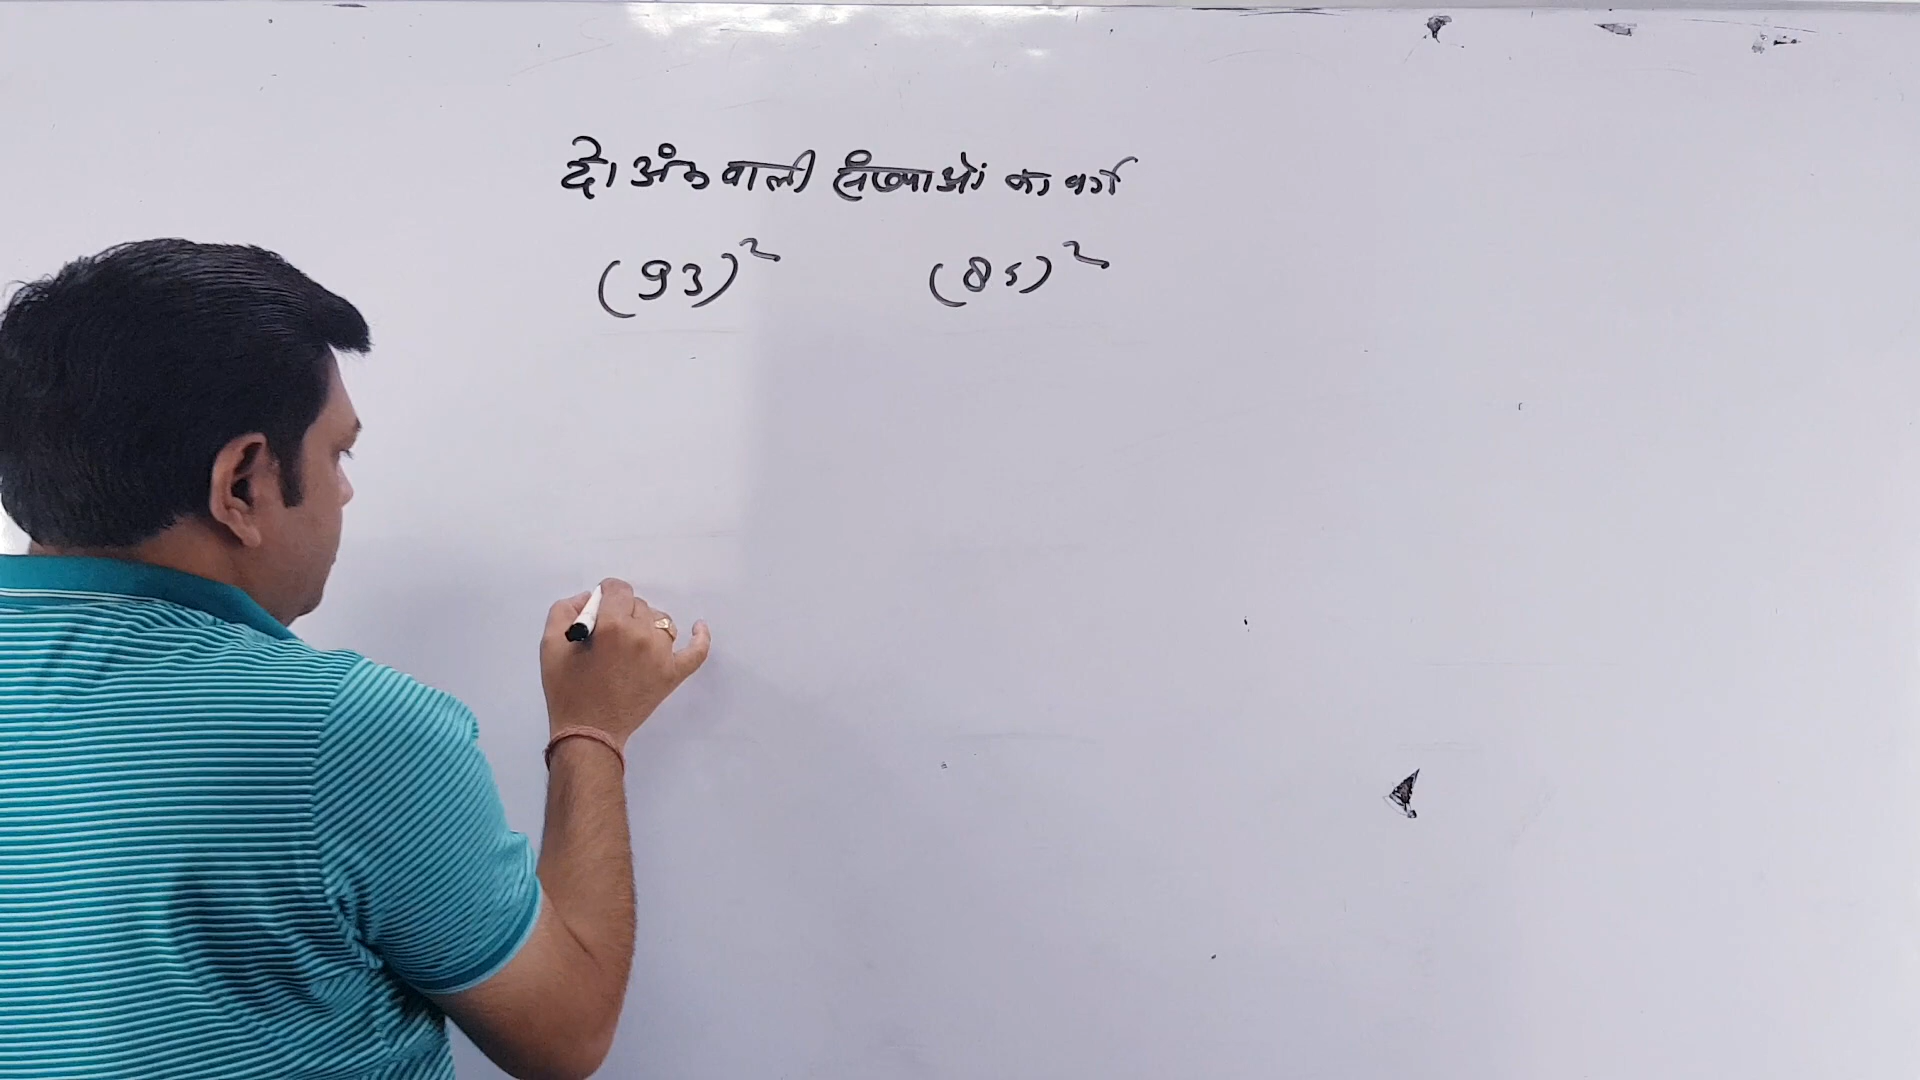 दो अंक वाली संख्याओं का वर्ग
(93)² (85)²